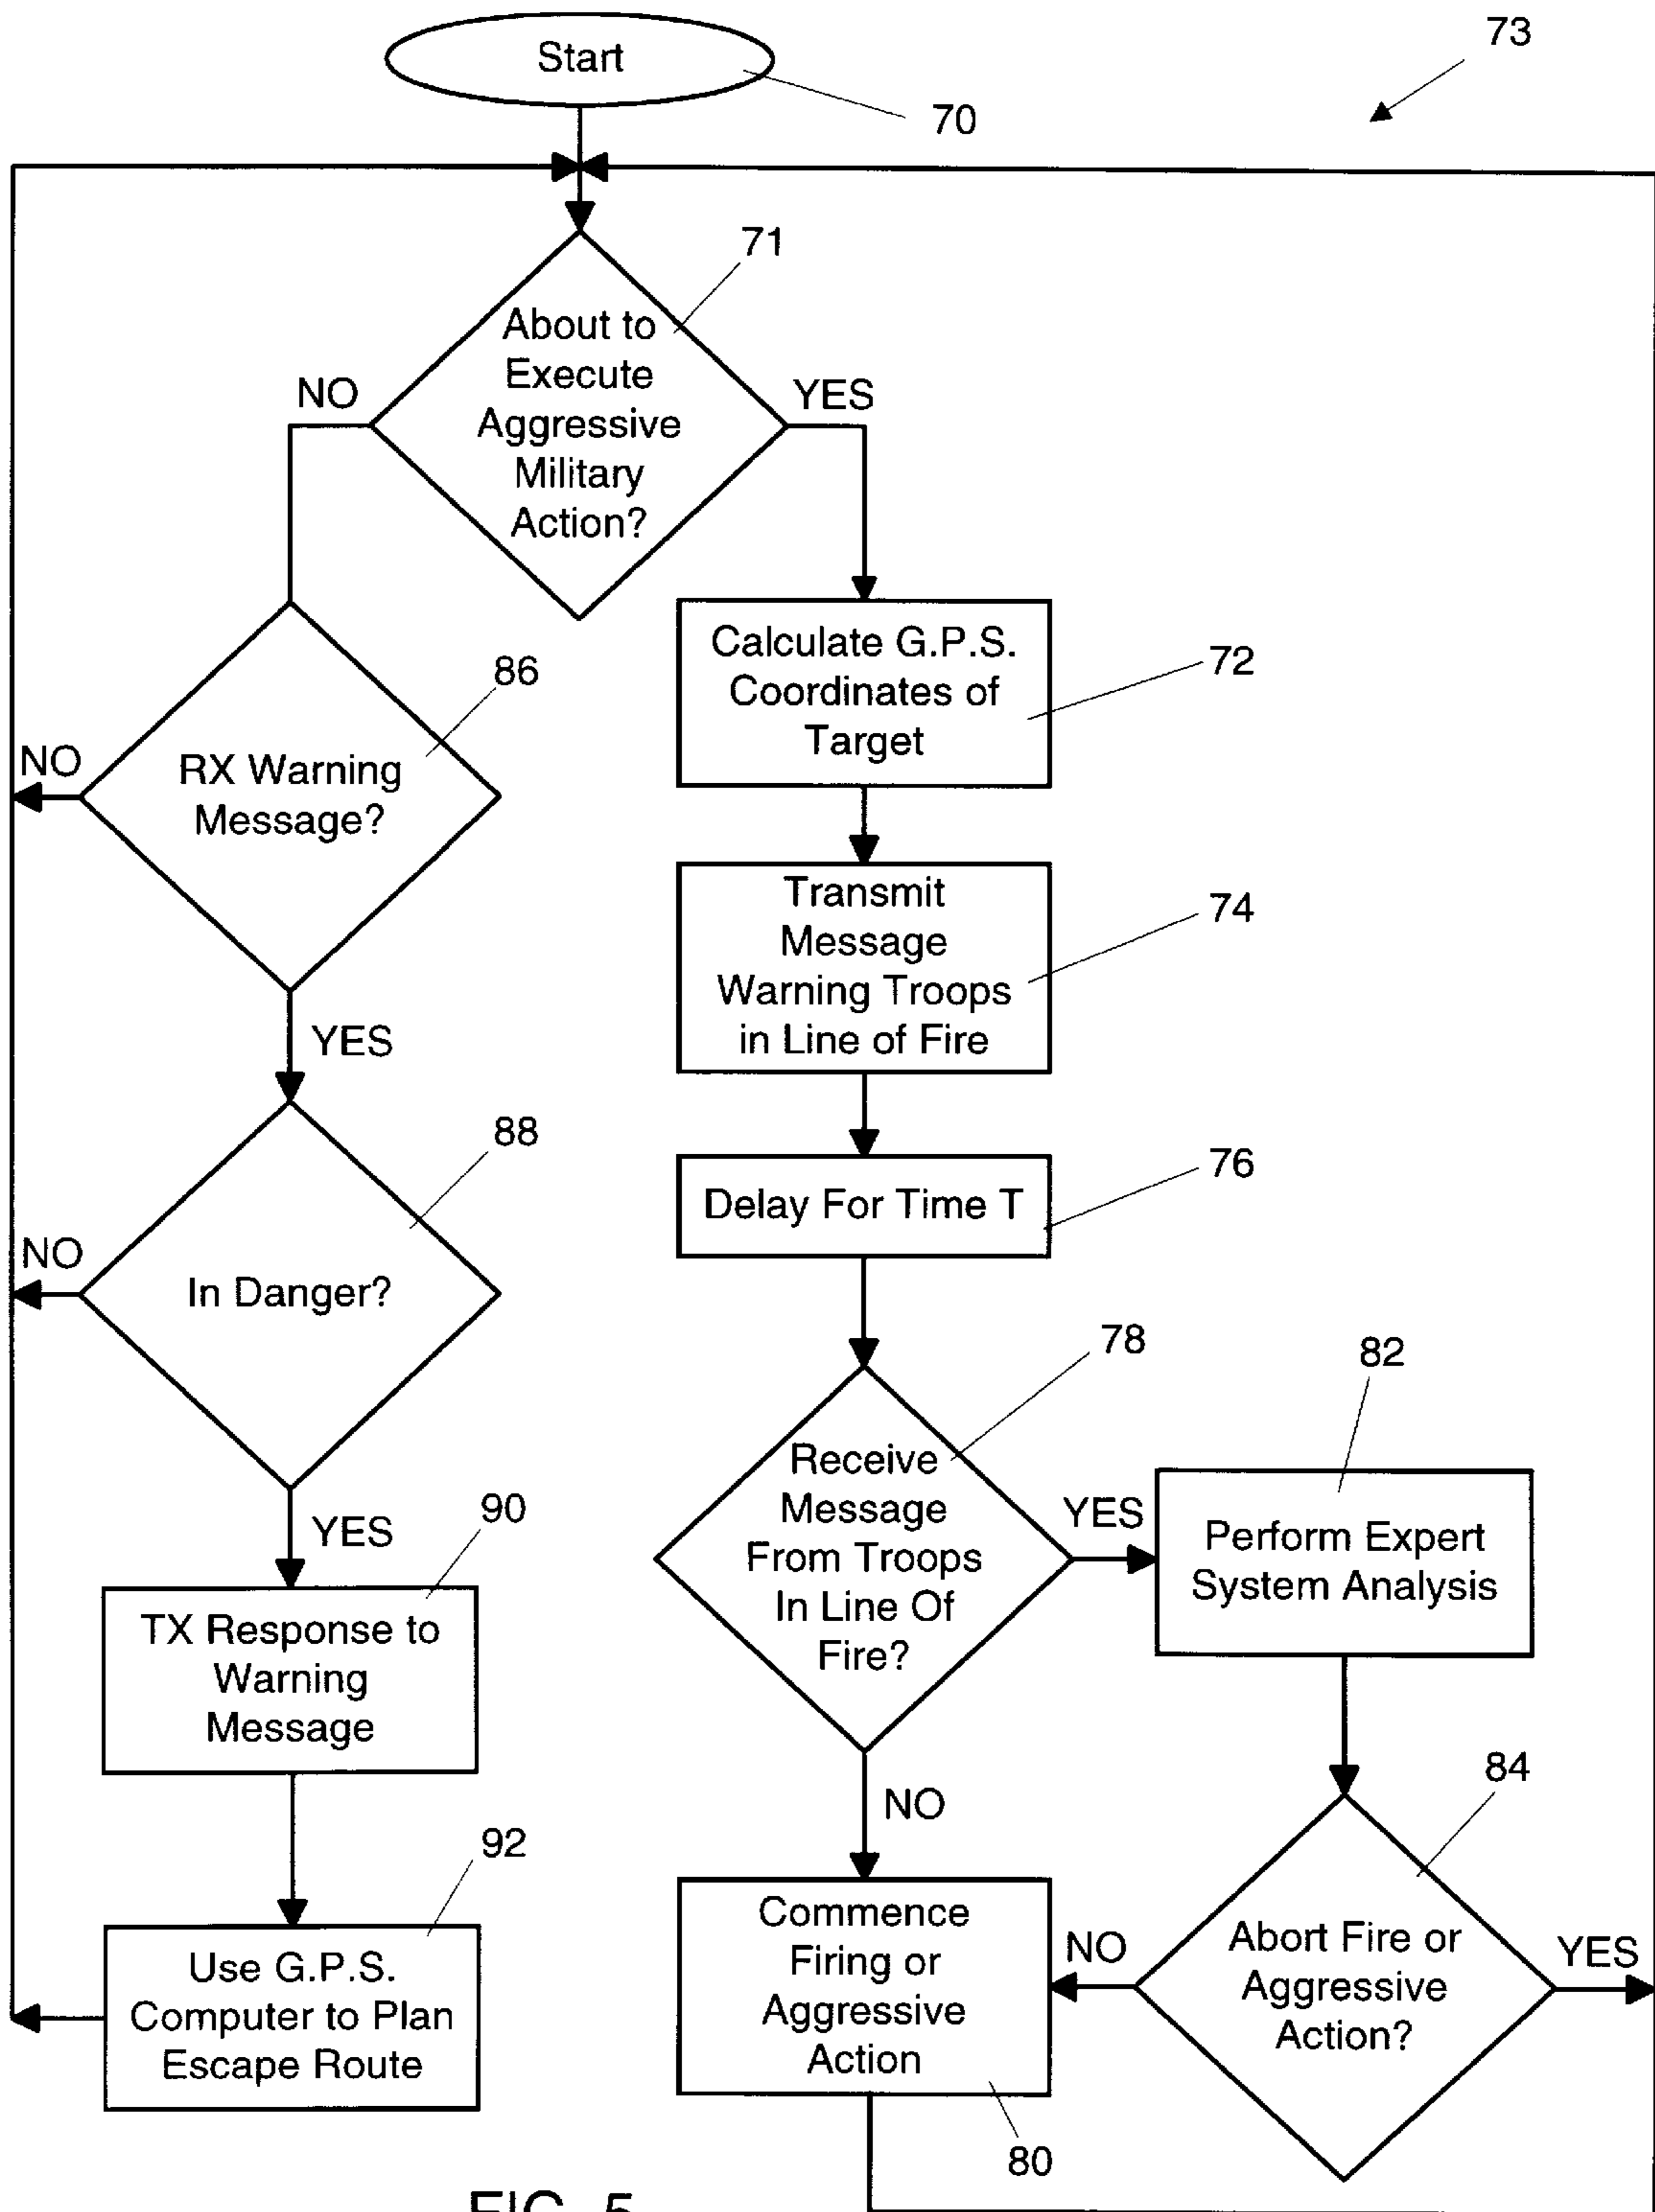 Start
73
70
71
About to
Execute
Aggressive
Military
Action?
NO
YES
Calculate G.P.S.
Coordinates of
Target
72
86
RX Warning
Message?
NO
Transmit
Message
Warning Troops
in Line of Fire
74
YES
88
Delay For Time T
76
In Danger?
NO
78
82
Receive
Message
From Troops
In Line Of
Fire?
YES
Perform Expert
System Analysis
90
YES
TX Response to
Warning
Message
NO
84
92
Use G.P.S.
Computer to Plan
Escape Route
Commence
Firing or
Aggressive
Action
NO
Abort Fire or
Aggressive
Action?
YES
80
FIG. 5